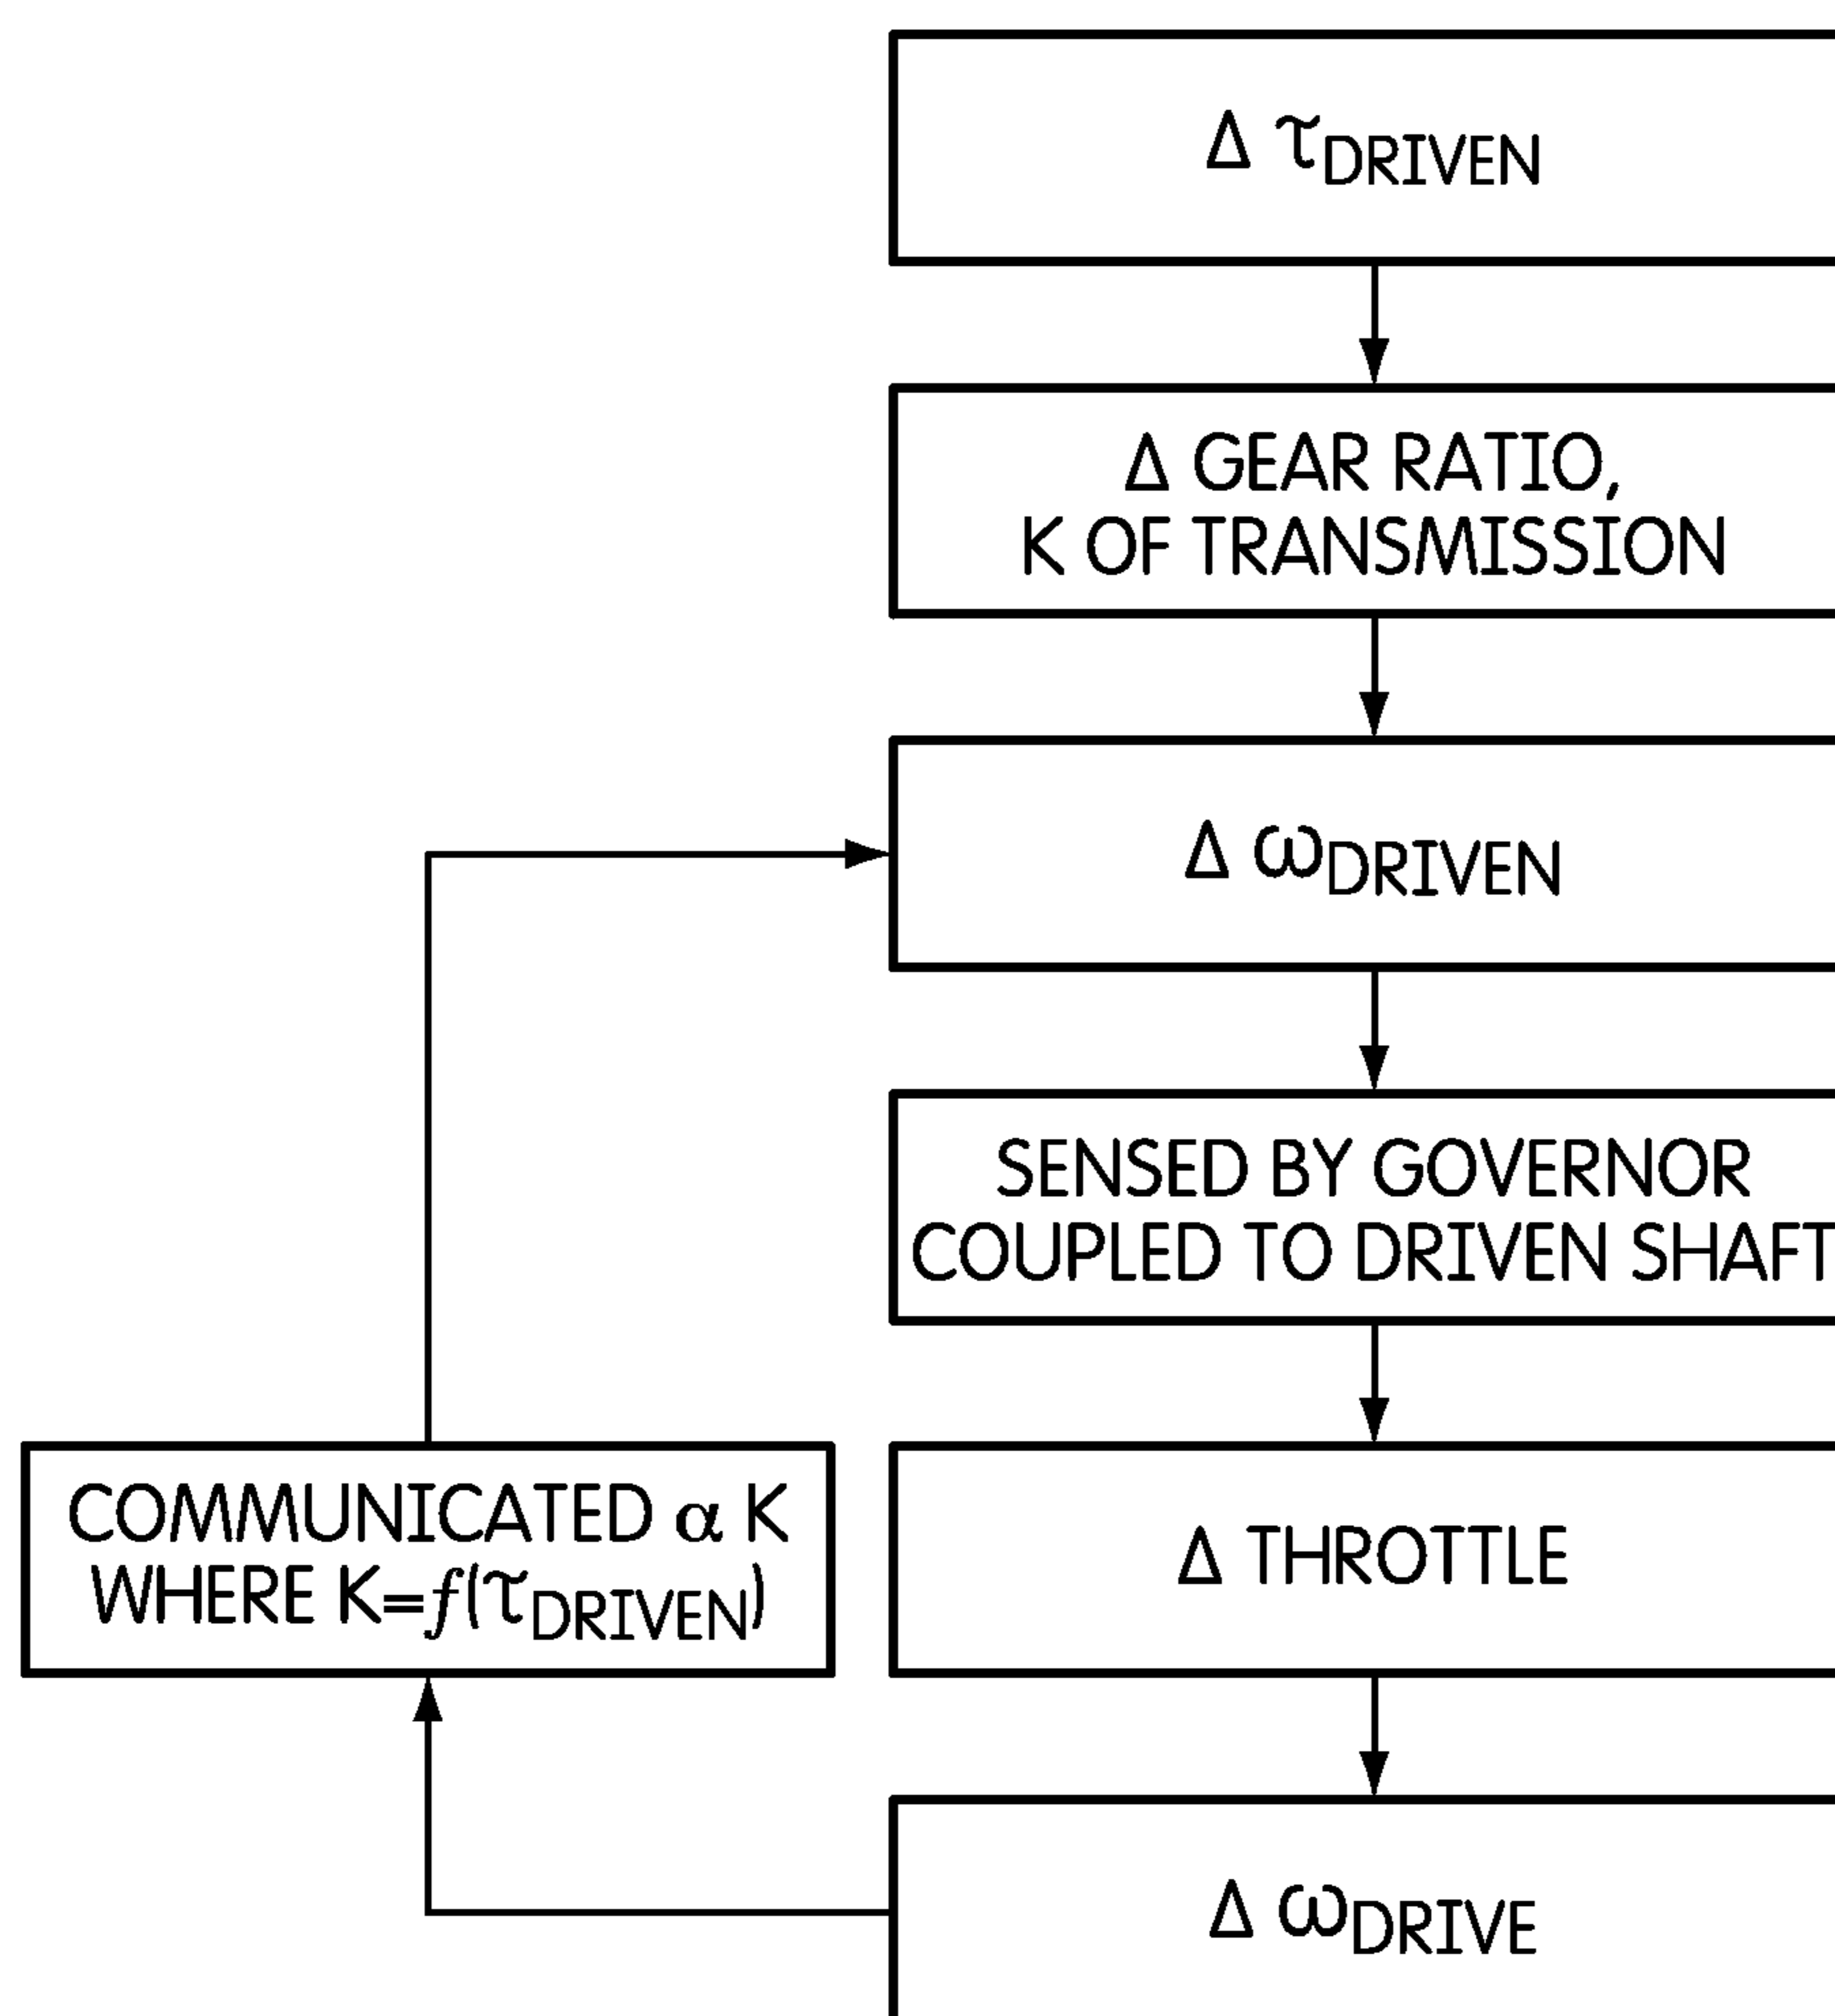 Δ τDRIVEN
Δ GEAR RATIO,
K OF TRANSMISSION
Δ ωDRIVEN
SENSED BY GOVERNOR
COUPLED TO DRIVEN SHAFT
COMMUNICATED α K
WHERE K=ƒ(τDRIVEN)
Δ THROTTLE
Δ ωDRIVE